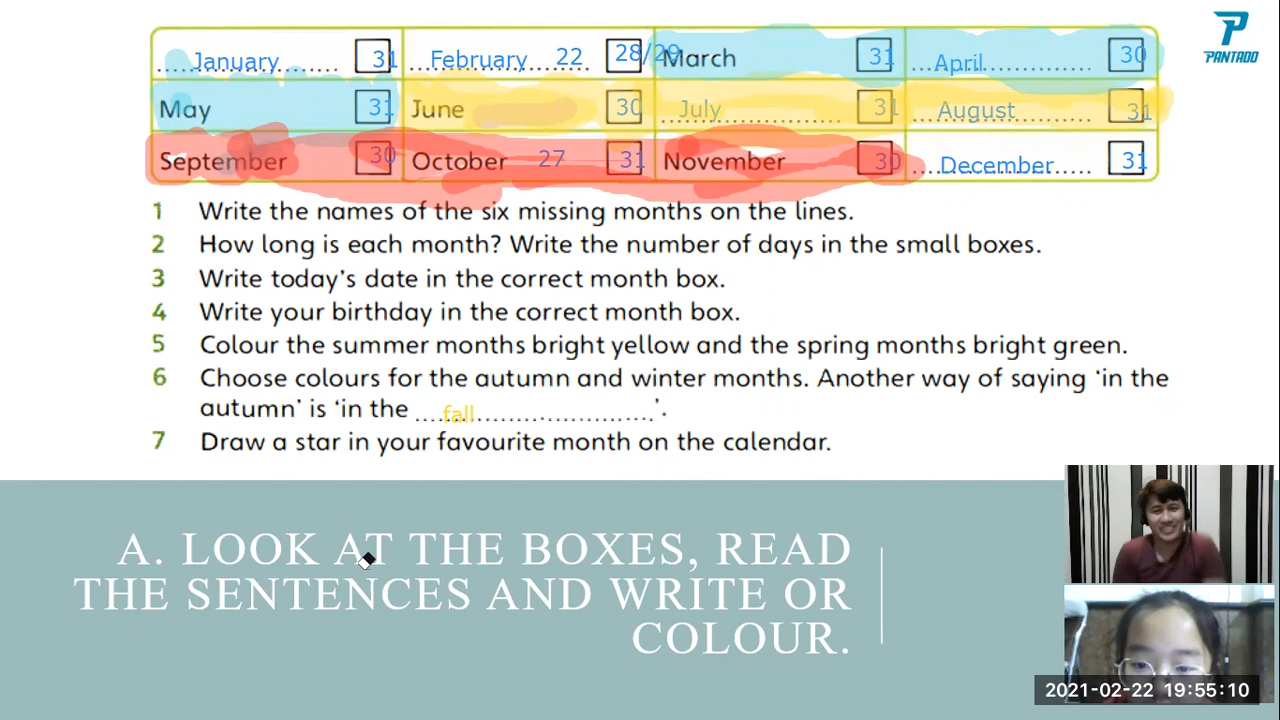 January 31 February 22 28/29 March 31 April 30
May 31 June 30 July 31 August 31
September 30 October 27 31 November 30 December 31
1 Write the names of the six missing months on the lines.
2 How long is each month? Write the number of days in the small boxes.
3 Write today's date in the correct month box.
4 Write your birthday in the correct month box.
5 Colour the summer months bright yellow and the spring months bright green.
6 Choose colours for the autumn and winter months. Another way of saying 'in the
autumn' is 'in the fall'.
7 Draw a star in your favourite month on the calendar.
A. LOOK AT THE BOXES, READ
THE SENTENCES AND WRITE OR
COLOUR.
PANTADO
2021-02-22 19:55:10